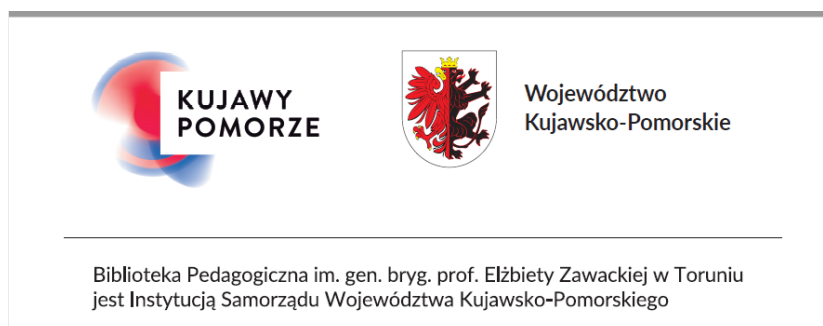 KUJAWY
POMORZE
Województwo
Kujawsko-Pomorskie
Biblioteka Pedagogiczna im. gen. bryg. prof. Elżbiety Zawackiej w Toruniu
jest Instytucją Samorządu Województwa Kujawsko-Pomorskiego